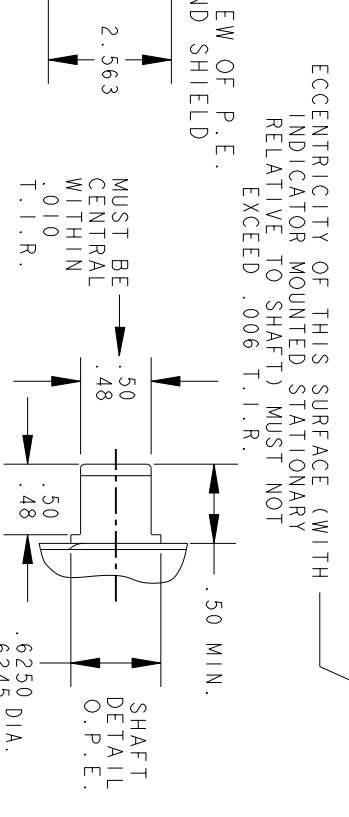 ECCENTRICITY OF THIS SURFACE (WITH
INDICATOR MOUNTED STATIONARY
RELATIVE TO SHAFT) MUST NOT
EXCEED .006 T.I.R.
EW OF P.E.
ND SHIELD
2.563
MUST BE
CENTRAL
WITHIN
.010
T.I.R.
.50
.48
.50
.48
.50 MIN.
SHAFT
DETAIL
O.P.E.
.6250
.6245 DIA.